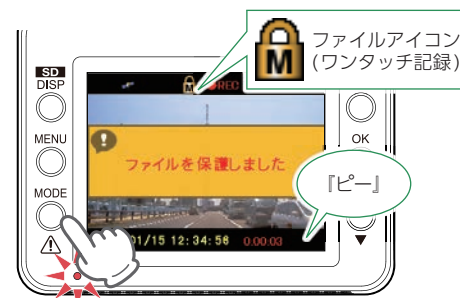 ファイルアイコン
(ワンタッチ記録)
M
SD
DISP
M
REC
MENU
OK
!
ファイルを保護しました
MODE
『ピー』
01/15 12:34:56 0:00:03